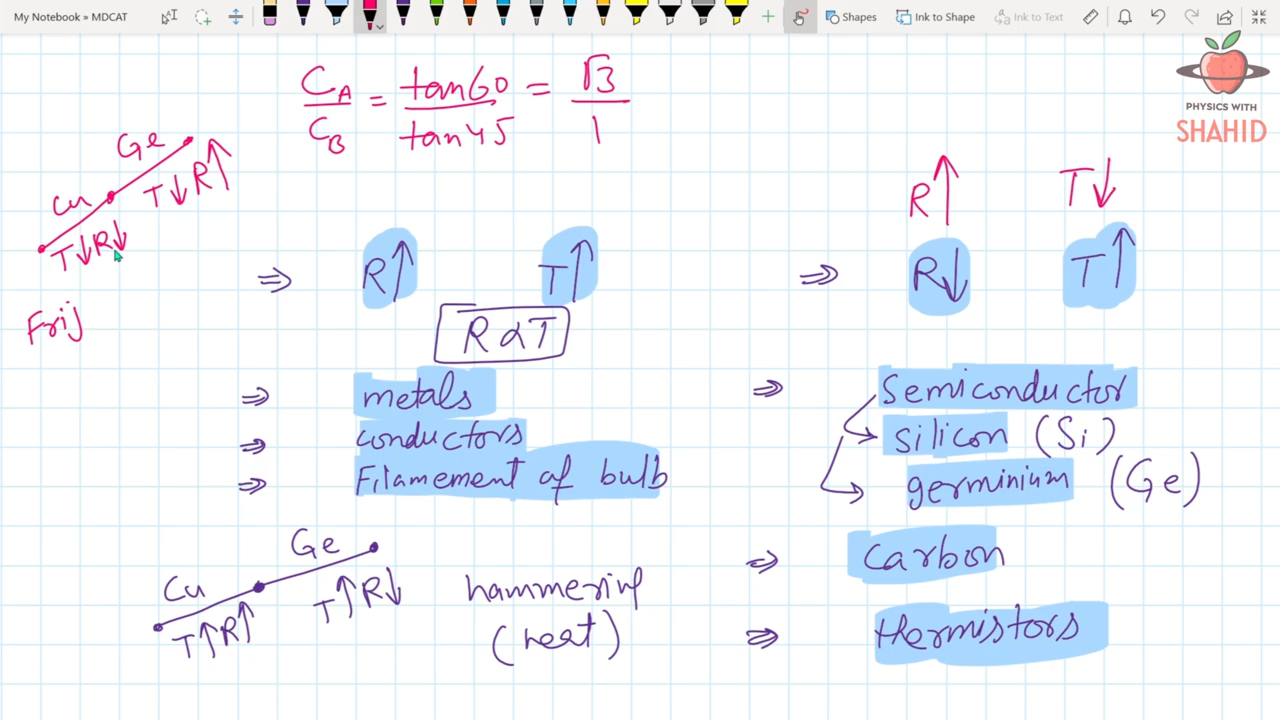 My Notebook » MDCAT
Shapes
Ink to Shape
Ink to Text
PHYSICS WITH
SHAHID
C_A / C_B = tan60 / tan45 = √3 / 1
Ge
Cu
T↓ R↑
T↓R↓
Frij
R↑ T↓
⇒ R↑ T↑
R ∝ T
⇒ R↓ T↑
⇒ metals
⇒ conductors
⇒ Filamement of bulb
⇒ Semiconductor
silicon (Si)
germinium (Ge)
⇒ Carbon
⇒ Thermistors
Ge
Cu
T↑R↑
T↑R↓
hammering
(heat)